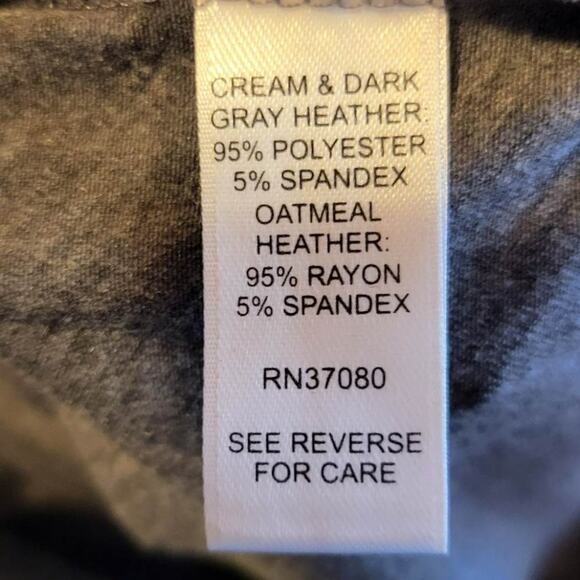 CREAM & DARK
GRAY HEATHER:
95% POLYESTER
5% SPANDEX
OATMEAL
HEATHER:
95% RAYON
5% SPANDEX
RN37080
SEE REVERSE
FOR CARE